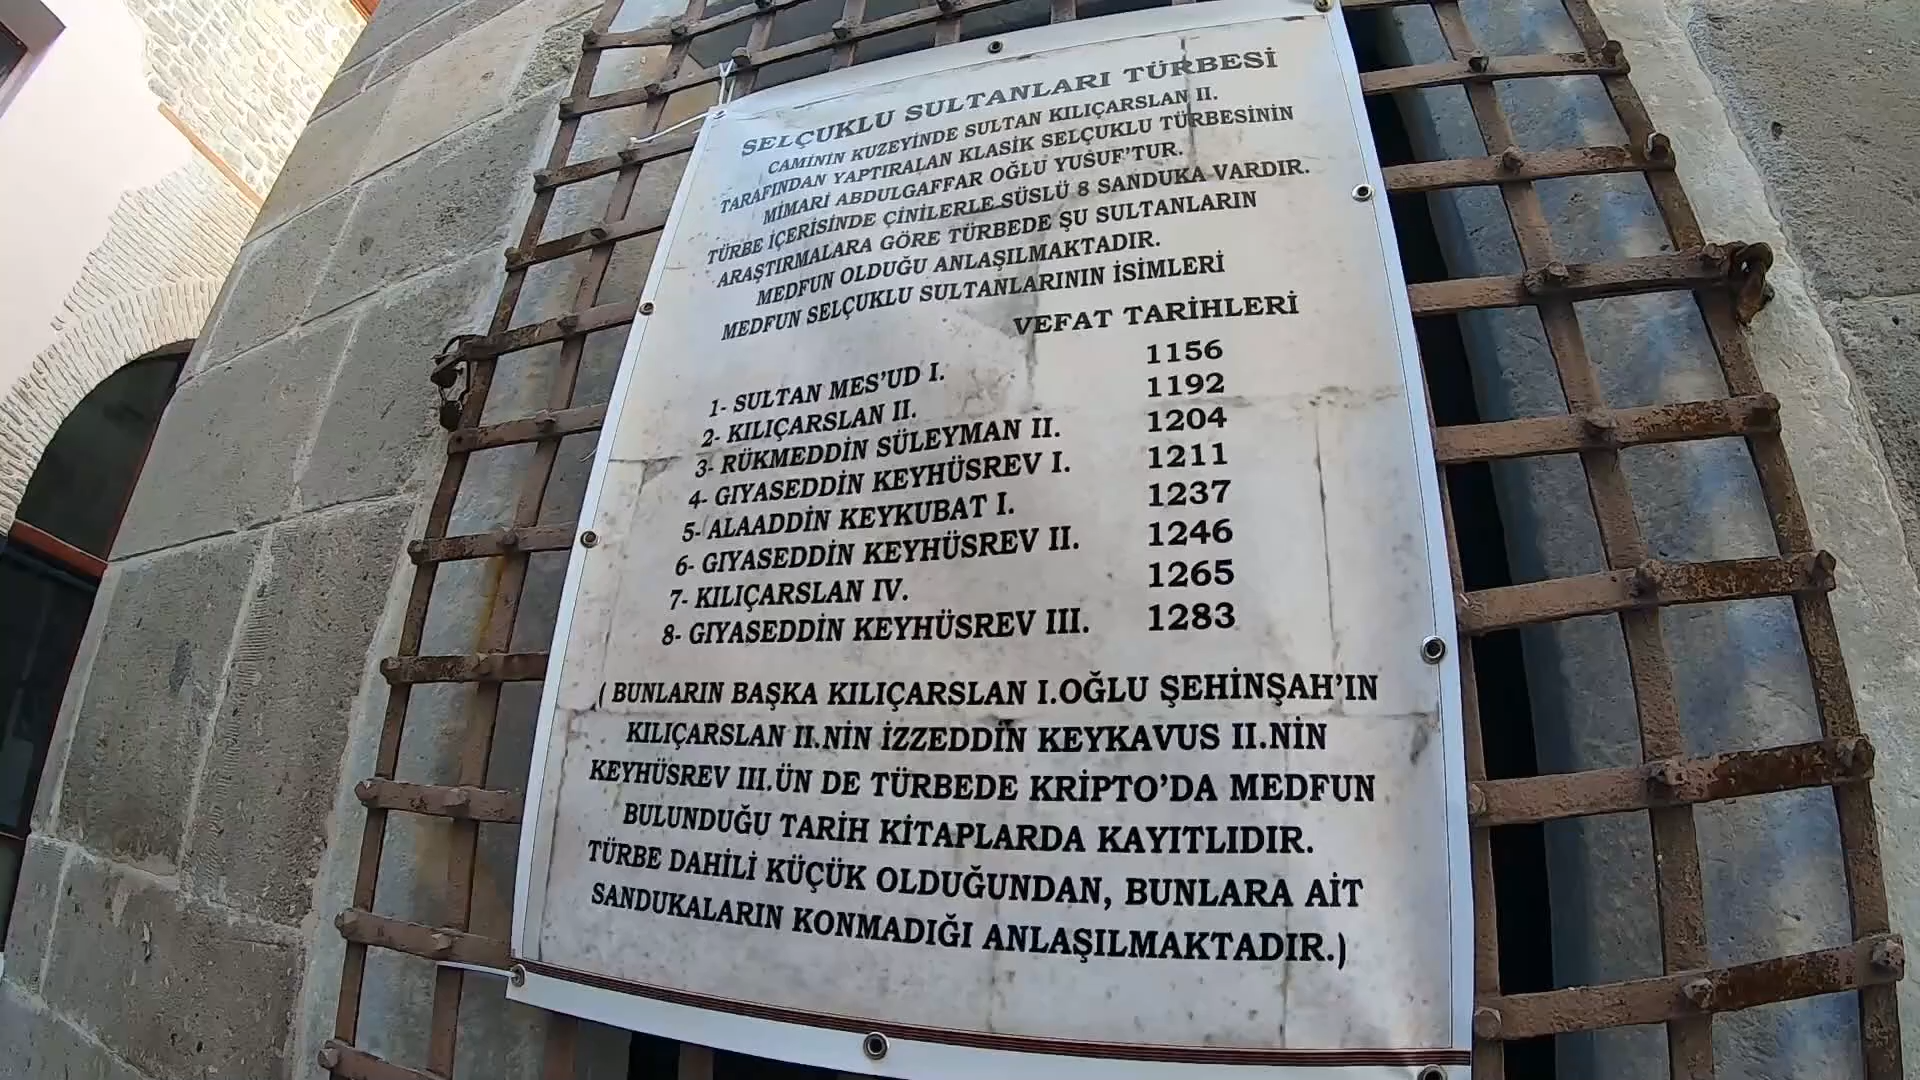 SELÇUKLU SULTANLARI TÜRBESİ
CAMİNİN KUZEYİNDE SULTAN KILIÇARSLAN II.
TARAFINDAN YAPTIRALAN KLASİK SELÇUKLU TÜRBESİNİN
MİMARİ ABDULGAFFAR OĞLU YUSUF'TUR.
TÜRBE İÇERİSİNDE ÇİNİLERLE SÜSLÜ 8 SANDUKA VARDIR.
ARAŞTIRMALARA GÖRE TÜRBEDE ŞU SULTANLARIN
MEDFUN OLDUĞU ANLAŞILMAKTADIR.
MEDFUN SELÇUKLU SULTANLARININ İSİMLERİ
VEFAT TARİHLERİ
1- SULTAN MES'UD I. 1156
2- KILIÇARSLAN II. 1192
3- RÜKMEDDİN SÜLEYMAN II. 1204
4- GIYASEDDİN KEYHÜSREV I. 1211
5- ALAADDİN KEYKUBAT I. 1237
6- GIYASEDDİN KEYHÜSREV II. 1246
7- KILIÇARSLAN IV. 1265
8- GIYASEDDİN KEYHÜSREV III. 1283
( BUNLARIN BAŞKA KILIÇARSLAN I.OĞLU ŞEHİNŞAH'IN
KILIÇARSLAN II.NİN İZZEDDİN KEYKAVUS II.NİN
KEYHÜSREV III.ÜN DE TÜRBEDE KRİPTO'DA MEDFUN
BULUNDUĞU TARİH KİTAPLARDA KAYITLIDIR.
TÜRBE DAHİLİ KÜÇÜK OLDUĞUNDAN, BUNLARA AİT
SANDUKALARIN KONMADIĞI ANLAŞILMAKTADIR.)